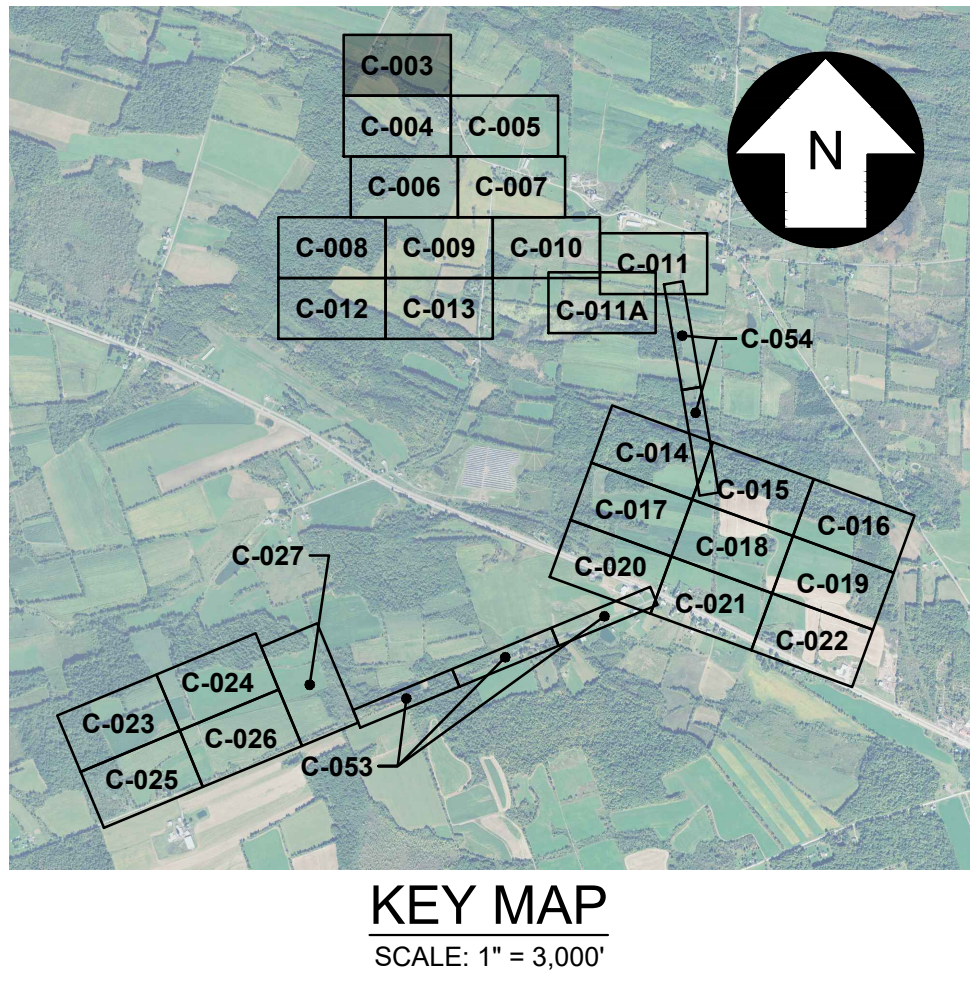 C-003
C-004 C-005
N
C-006 C-007
C-008 C-009 C-010
C-011
C-012 C-013 C-011A
C-054
C-014
C-015
C-017 C-016
C-018
C-027 C-020 C-019
C-021
C-022
C-024
C-023
C-026
C-025 C-053
KEY MAP
SCALE: 1" = 3,000'